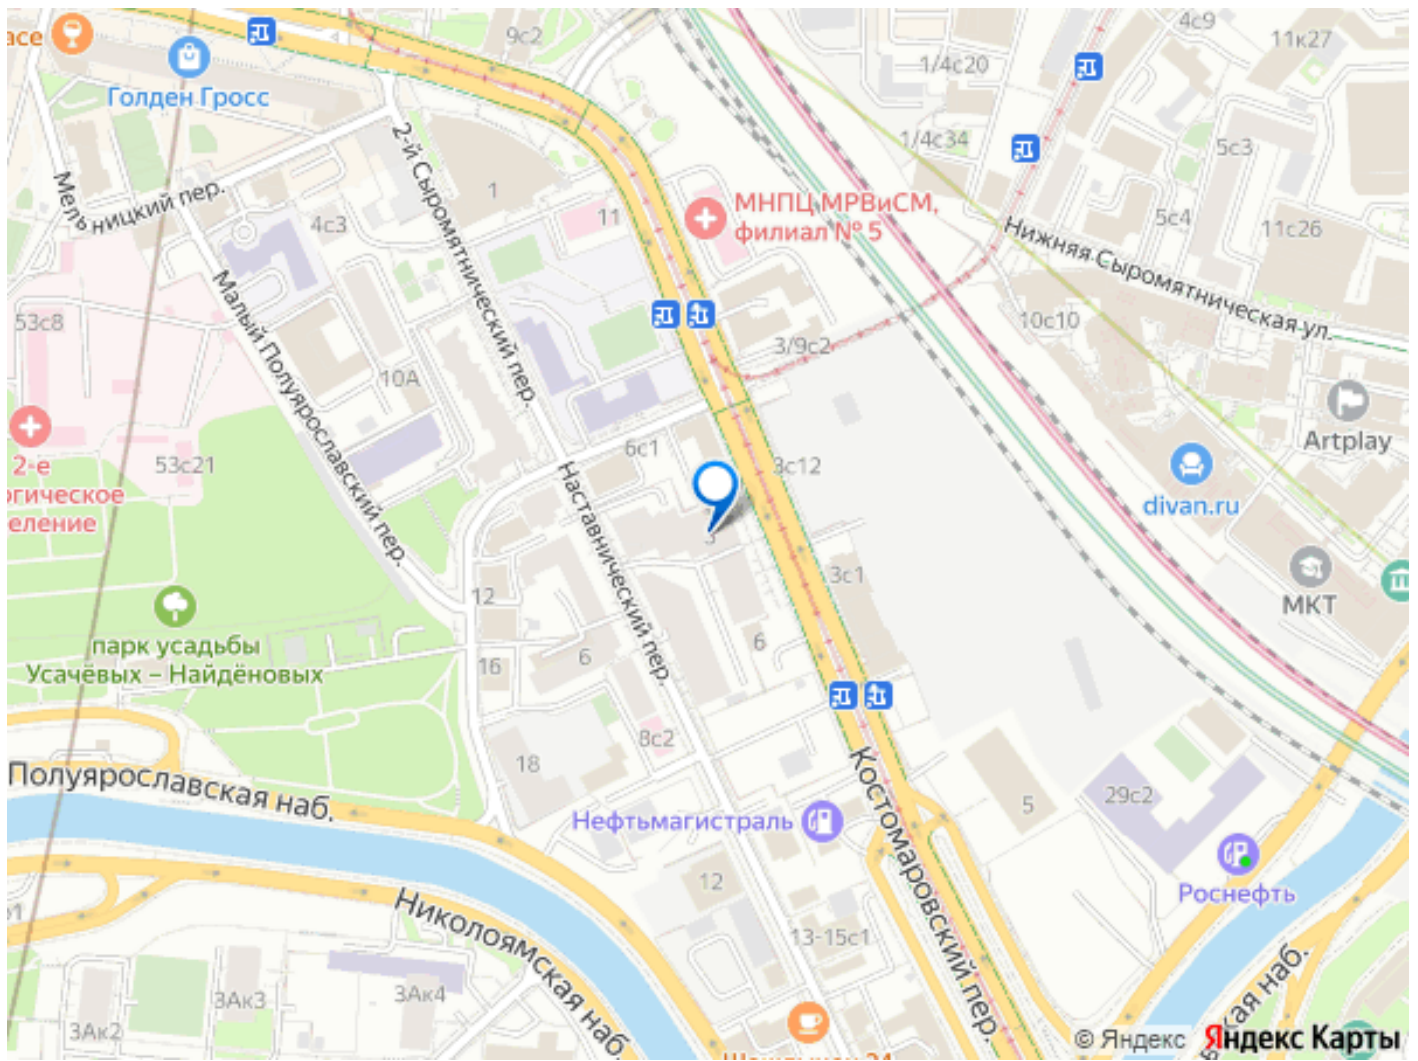 9с2
4с9
11к27
1/4с20
Голден Гросс
1/4с34
5с3
2-й Сыромятнический пер.
Мельницкий пер.
1
11
4с3
МНПЦ МРВиСМ,
филиал № 5
5с4
11с26
Нижняя Сыромятническая ул.
Малый Полуярославский пер.
53с8
10с10
3/9с2
10А
Artplay
6с1
3с12
2-е
53с21
divan.ru
Наставнический пер.
3с1
МКТ
12
парк усадьбы
Усачёвых – Найдёновых
6
6
16
8с2
18
Полуярославская наб.
Костомаровский пер.
29с2
5
Нефтьмагистраль
Роснефть
12
Николоямская наб.
13-15с1
3Ак3
3Ак4
3Ак2
© Яндекс Яндекс Карты